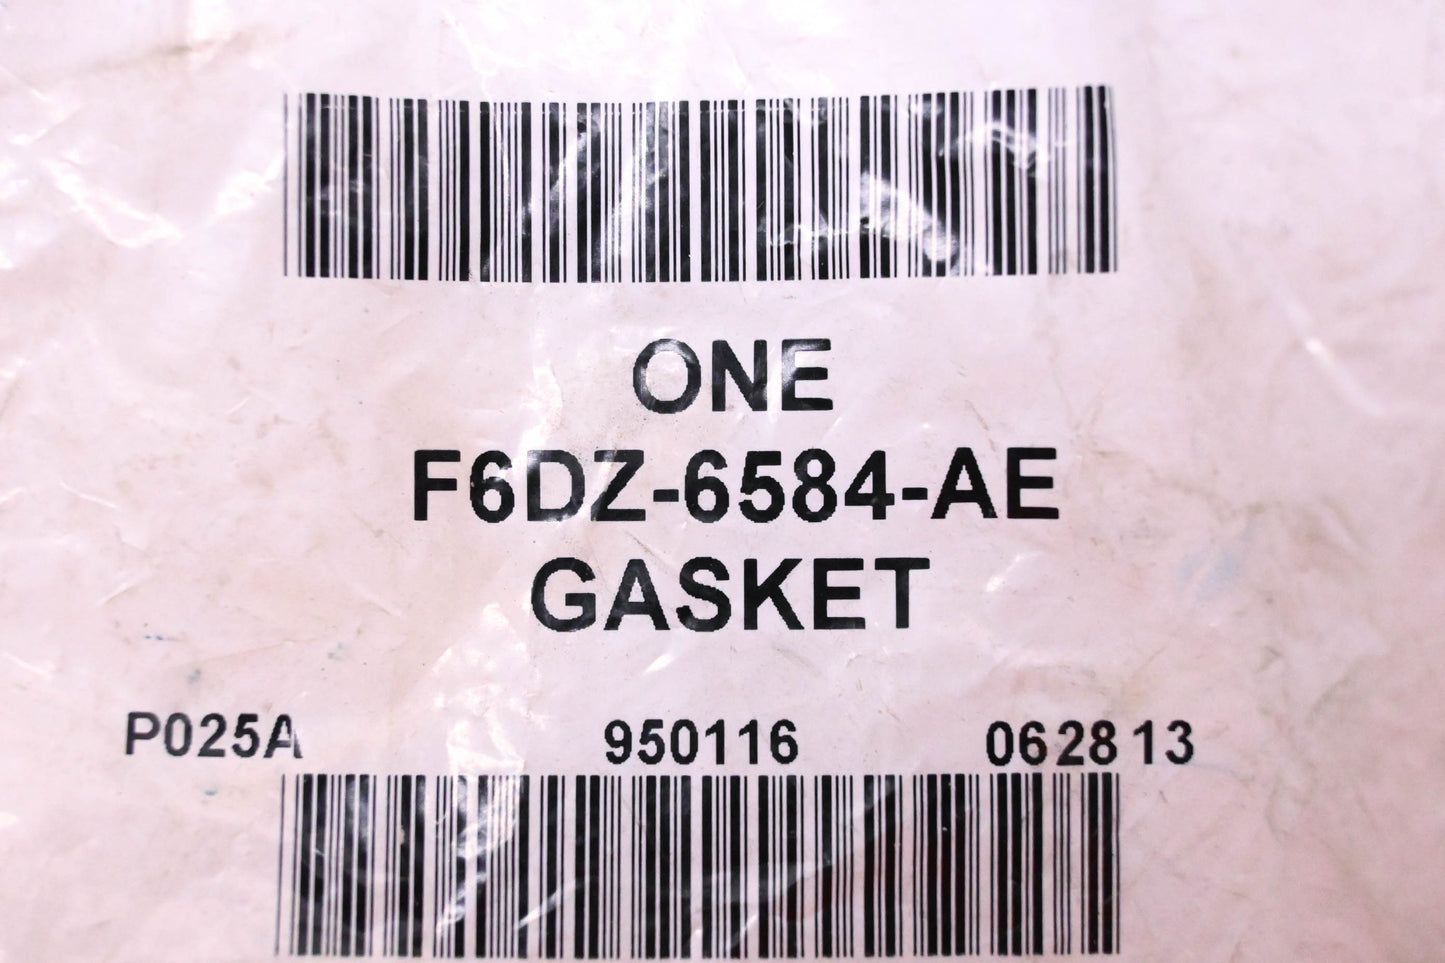 ONE
F6DZ-6584-AE
GASKET
P025A 950116 062813